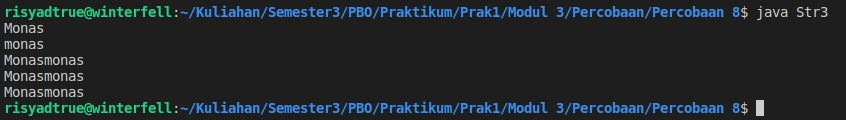 risyadtrue@winterfell:~/Kuliahan/Semester3/PBO/Praktikum/Prak1/Modul 3/Percobaan/Percobaan 8$ java Str3
Monas
monas
Monasmonas
Monasmonas
Monasmonas
risyadtrue@winterfell:~/Kuliahan/Semester3/PBO/Praktikum/Prak1/Modul 3/Percobaan/Percobaan 8$